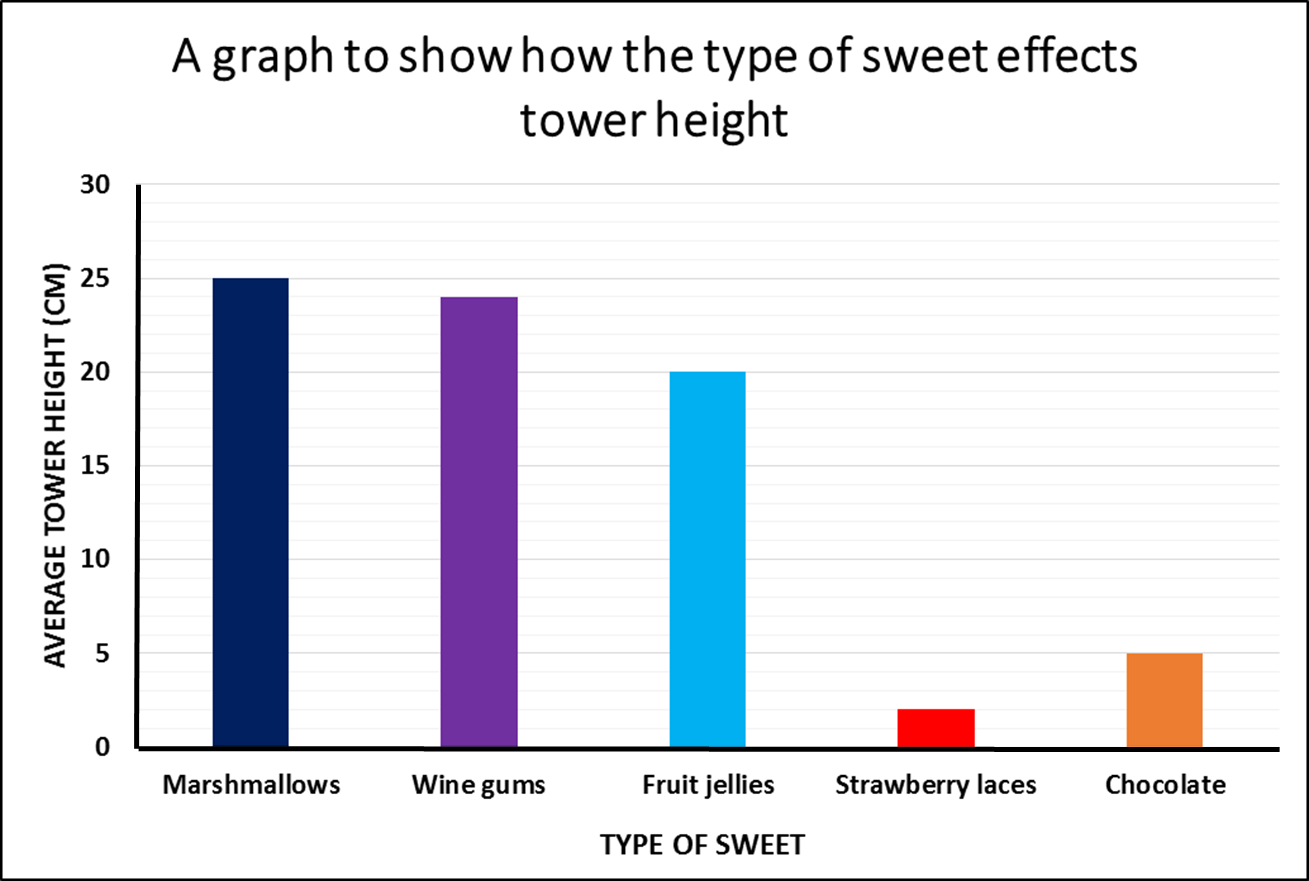 A graph to show how the type of sweet effects
tower height
30
25
20
15
10
5
0
AVERAGE TOWER HEIGHT (CM)
Marshmallows
Wine gums
Fruit jellies
Strawberry laces
Chocolate
TYPE OF SWEET